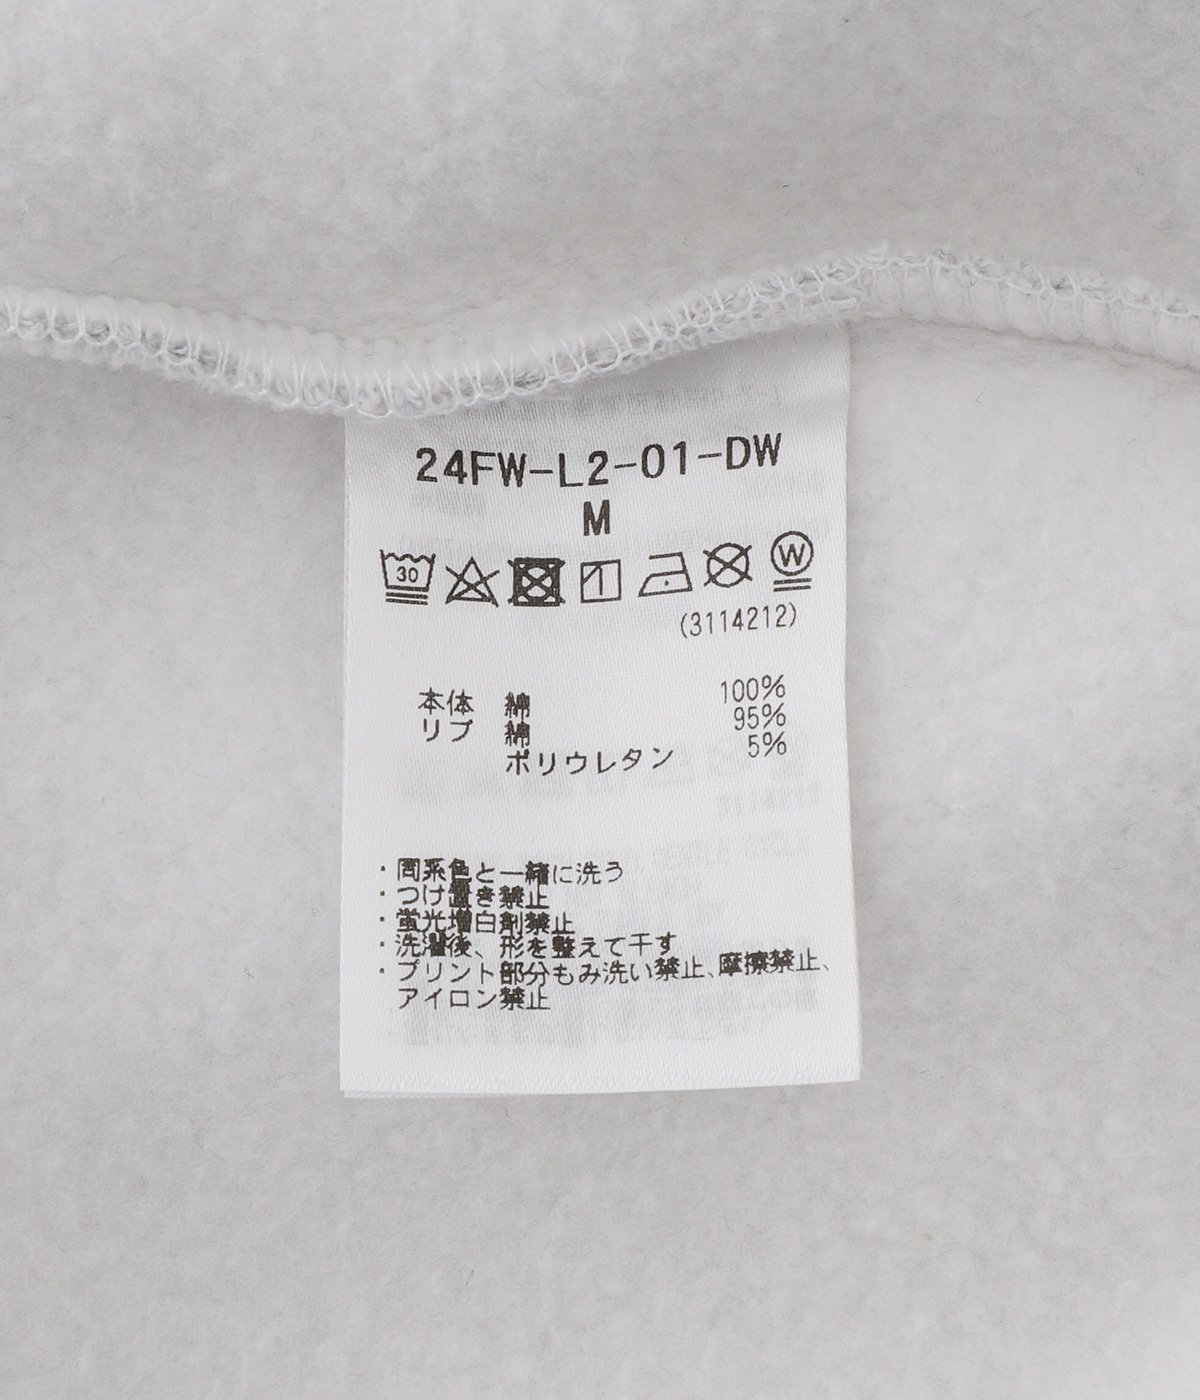 24FW-L2-01-DW
M
30 W
(3114212)
本体 綿 100%
リブ 綿 95%
ポリウレタン 5%
・同系色と一緒に洗う
・つけ置き禁止
・蛍光増白剤禁止
・洗濯後、形を整えて干す
・プリント部分もみ洗い禁止、摩擦禁止、
アイロン禁止